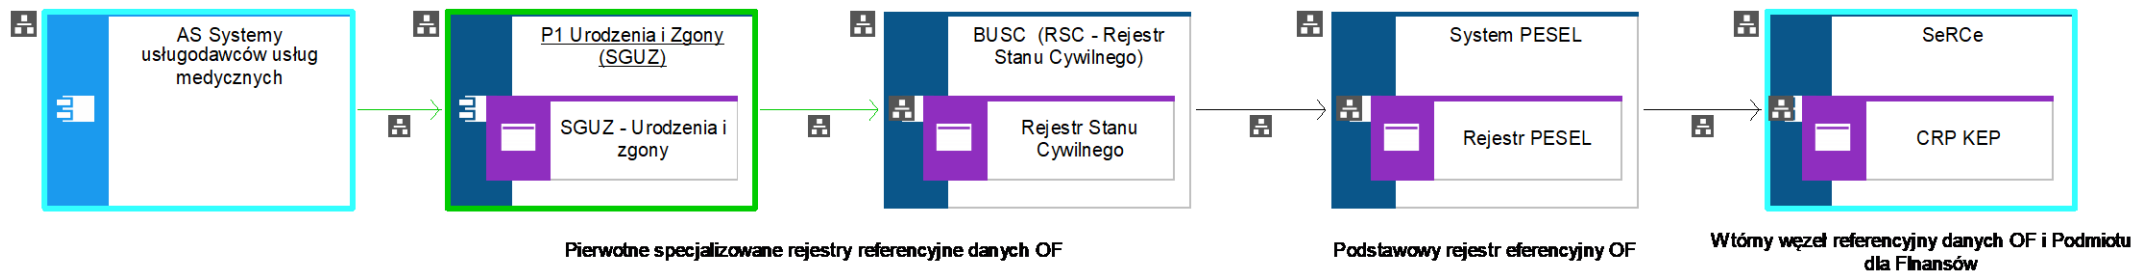 AS Systemy
usługodawców usług
medycznych
P1 Urodzenia i Zgony
(SGUZ)
SGUZ - Urodzenia i
zgony
BUSC (RSC - Rejestr
Stanu Cywilnego)
Rejestr Stanu
Cywilnego
System PESEL
Rejestr PESEL
SeRCe
CRP KEP
Pierwotne specjalizowane rejestry referencyjne danych OF
Podstawowy rejestr eferencyjny OF
Wtórny węzeł referencyjny danych OF i Podmiotu
dla FInansów